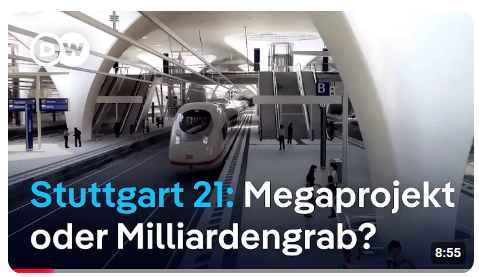 DW
B
Stuttgart 21: Megaprojekt
oder Milliardengrab?
8:55